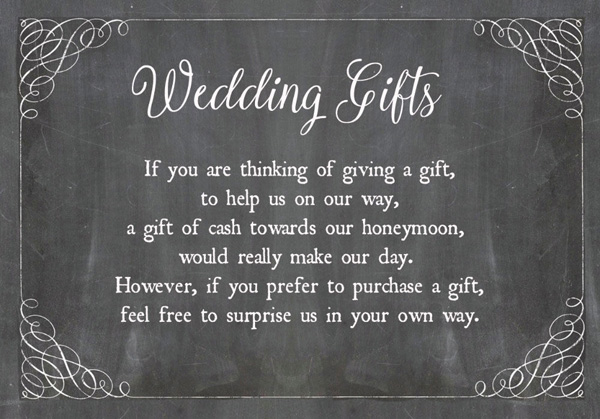 Wedding Gifts
If you are thinking of giving a gift,
to help us on our way,
a gift of cash towards our honeymoon,
would really make our day.
However, if you prefer to purchase a gift,
feel free to surprise us in your own way.